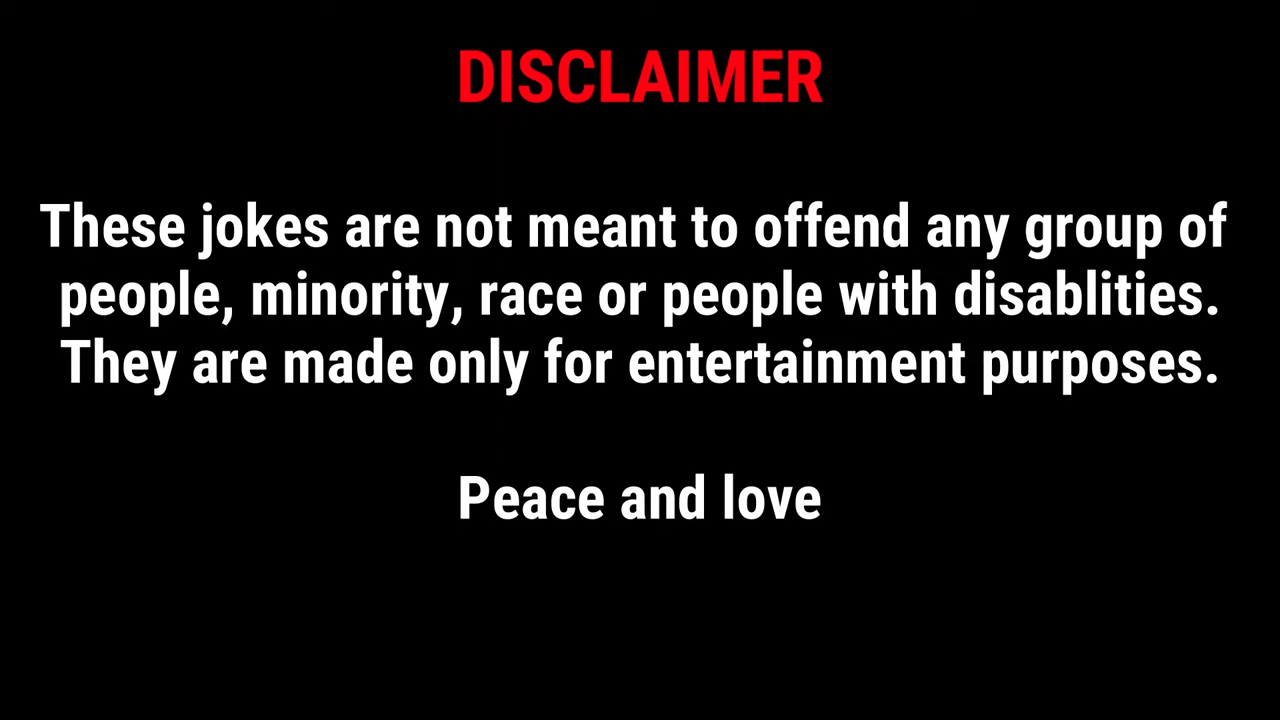 DISCLAIMER
These jokes are not meant to offend any group of
people, minority, race or people with disablities.
They are made only for entertainment purposes.
Peace and love